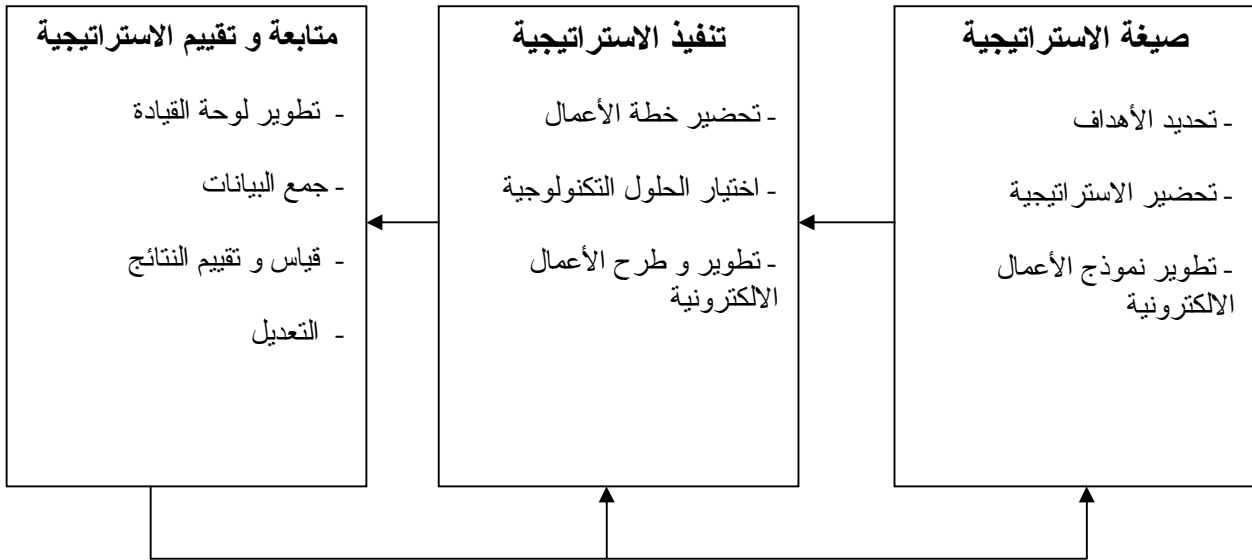 صيغة الاستراتيجية
- تحديد الأهداف
- تحضير الاستراتيجية
- تطوير نموذج الأعمال
الالكترونية
تنفيذ الاستراتيجية
- تحضير خطة الأعمال
- اختيار الحلول التكنولوجية
- تطوير و طرح الأعمال
الالكترونية
متابعة و تقييم الاستراتيجية
- تطوير لوحة القيادة
- جمع البيانات
- قياس و تقييم النتائج
- التعديل